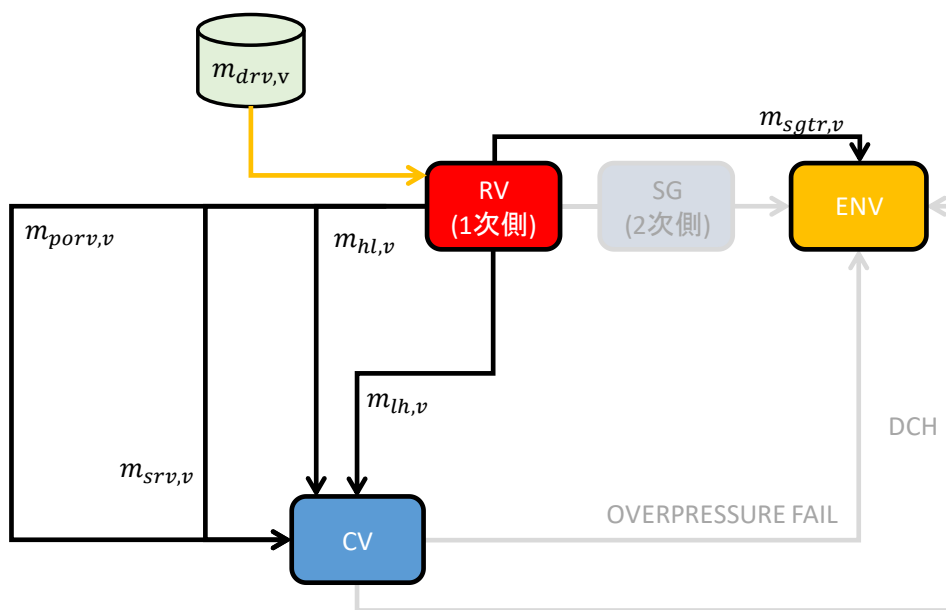 m_{drv,v}
m_{sgtr,v}
RV
(1次側)
SG
(2次側)
ENV
m_{porv,v}
m_{hl,v}
m_{lh,v}
DCH
m_{srv,v}
OVERPRESSURE FAIL
CV